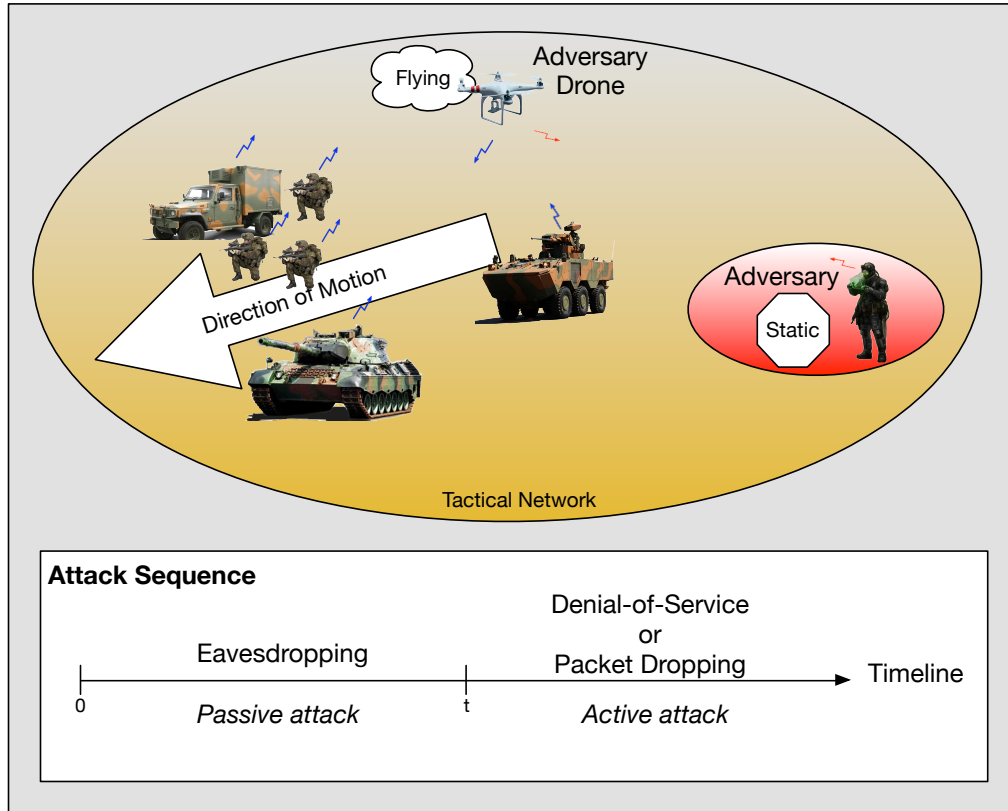 Flying
Adversary
Drone
Direction of Motion
Adversary
Static
Tactical Network
Attack Sequence
Denial-of-Service
or
Eavesdropping
Packet Dropping
Timeline
0
t
Passive attack
Active attack